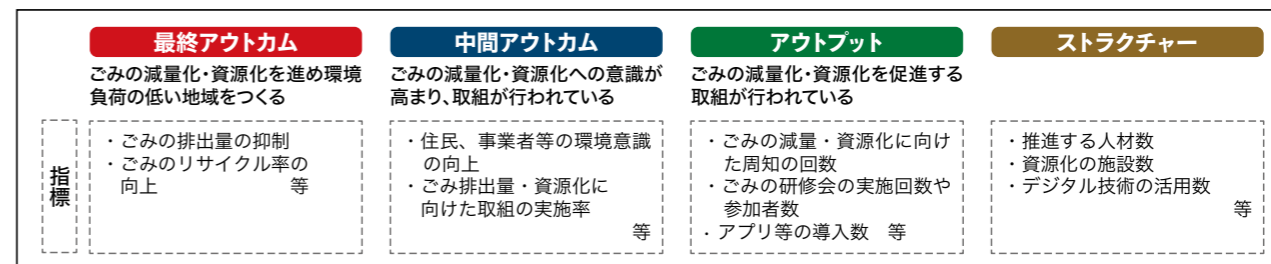 最終アウトカム
ごみの減量化・資源化を進め環境
負荷の低い地域をつくる
中間アウトカム
ごみの減量化・資源化への意識が
高まり、取組が行われている
アウトプット
ごみの減量化・資源化を促進する
取組が行われている
ストラクチャー
指標
・ごみの排出量の抑制
・ごみのリサイクル率の
向上 等
・住民、事業者等の環境意識
の向上
・ごみ排出量・資源化に
向けた取組の実施率
等
・ごみの減量・資源化に向け
た周知の回数
・ごみの研修会の実施回数や
参加者数
・アプリ等の導入数 等
・推進する人材数
・資源化の施設数
・デジタル技術の活用数
等